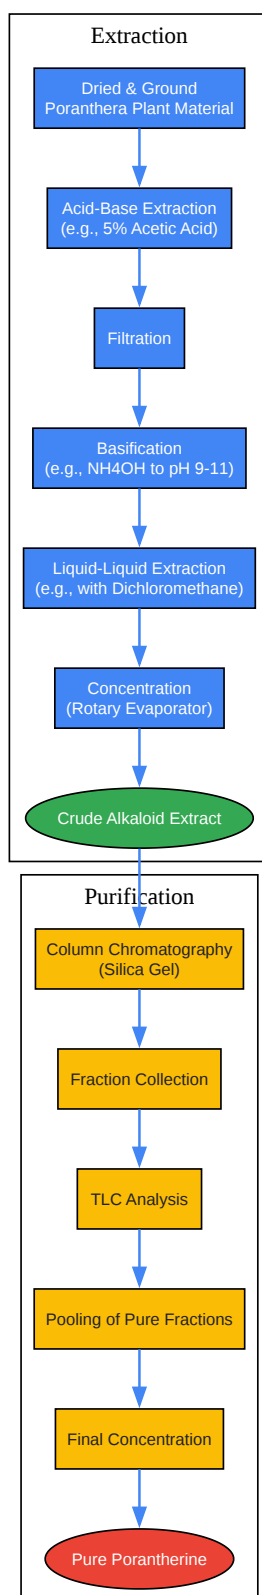 Extraction
Dried & Ground
Poranthera Plant Material
Acid-Base Extraction
(e.g., 5% Acetic Acid)
Filtration
Basification
(e.g., NH4OH to pH 9-11)
Liquid-Liquid Extraction
(e.g., with Dichloromethane)
Concentration
(Rotary Evaporator)
Crude Alkaloid Extract
Purification
Column Chromatography
(Silica Gel)
Fraction Collection
TLC Analysis
Pooling of Pure Fractions
Final Concentration
Pure Porantherine